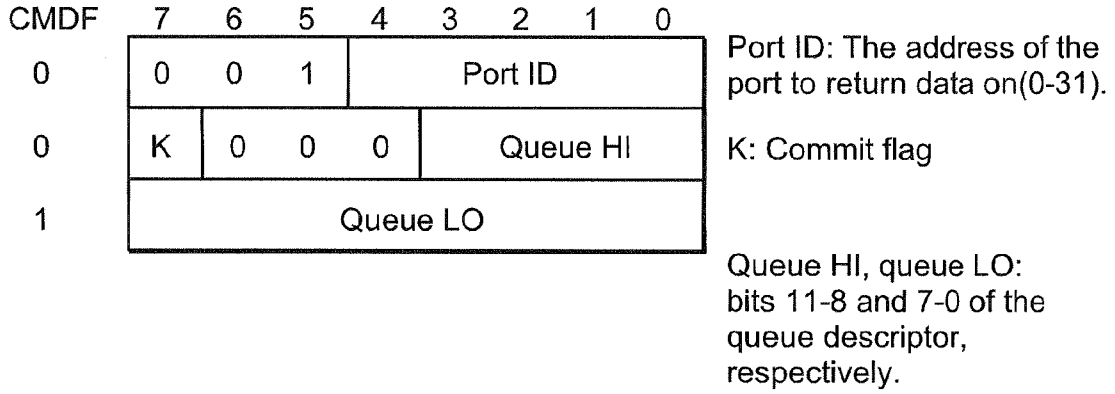 CMDF 7 6 5 4 3 2 1 0
0 0 0 1 Port ID
Port ID: The address of the
port to return data on(0-31).
0 K 0 0 0 Queue HI
K: Commit flag
1 Queue LO
Queue HI, queue LO:
bits 11-8 and 7-0 of the
queue descriptor,
respectively.